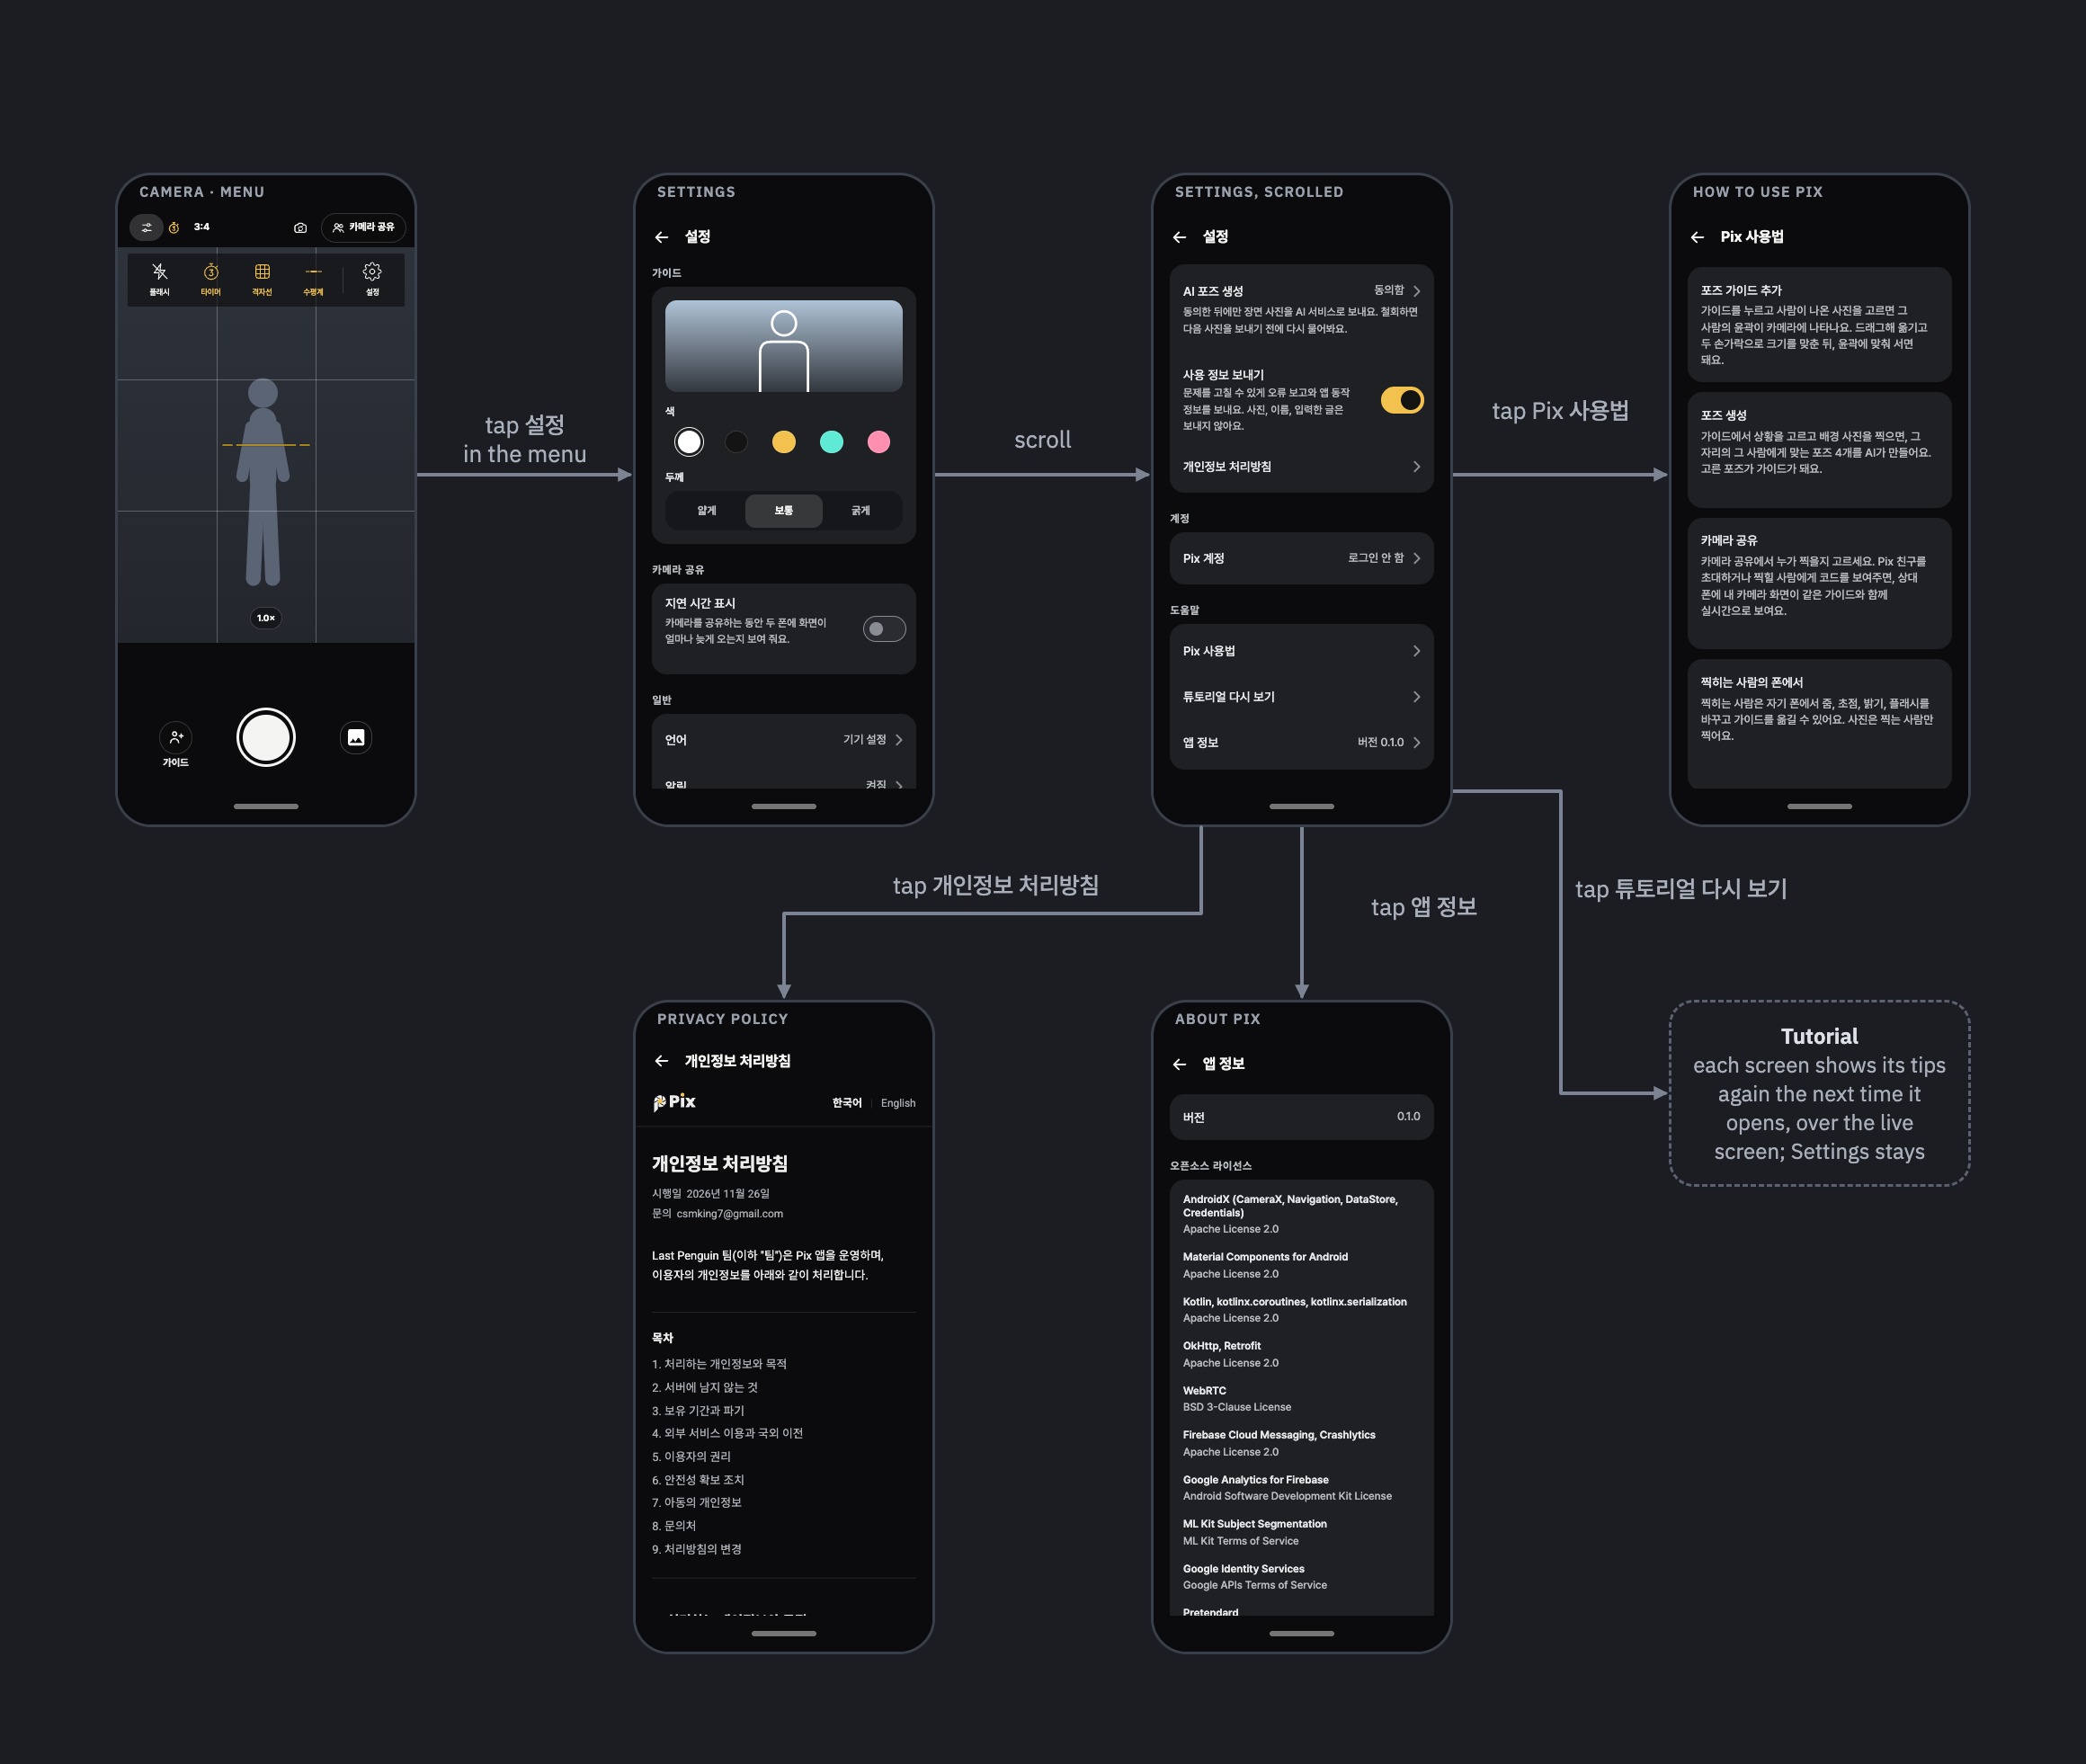 CAMERA · MENU
3:4
카메라 공유
플래시
타이머
격자선
수평계
설정
1.0×
가이드
tap 설정
in the menu
SETTINGS
설정
가이드
색
두께
얇게
보통
굵게
카메라 공유
지연 시간 표시
카메라를 공유하는 동안 두 폰에 화면이
얼마나 늦게 오는지 보여 줘요.
일반
언어
기기 설정
알림
켜짐
scroll
SETTINGS, SCROLLED
설정
AI 포즈 생성
동의함
동의한 뒤에만 장면 사진을 AI 서비스로 보내요. 철회하면
다음 사진을 보내기 전에 다시 물어봐요.
사용 정보 보내기
문제를 고칠 수 있게 오류 보고와 앱 동작
정보를 보내요. 사진, 이름, 입력한 글은
보내지 않아요.
개인정보 처리방침
계정
Pix 계정
로그인 안 함
도움말
Pix 사용법
튜토리얼 다시 보기
앱 정보
버전 0.1.0
tap Pix 사용법
HOW TO USE PIX
Pix 사용법
포즈 가이드 추가
가이드를 누르고 사람이 나온 사진을 고르면 그
사람의 윤곽이 카메라에 나타나요. 드래그해 옮기고
두 손가락으로 크기를 맞춘 뒤, 윤곽에 맞춰 서면
돼요.
포즈 생성
가이드에서 상황을 고르고 배경 사진을 찍으면, 그
자리의 그 사람에게 맞는 포즈 4개를 AI가 만들어요.
고른 포즈가 가이드가 돼요.
카메라 공유
카메라 공유에서 누가 찍을지 고르세요. Pix 친구를
초대하거나 찍힐 사람에게 코드를 보여주면, 상대
폰에 내 카메라 화면이 같은 가이드와 함께
실시간으로 보여요.
찍히는 사람의 폰에서
찍히는 사람은 자기 폰에서 줌, 초점, 밝기, 플래시를
바꾸고 가이드를 옮길 수 있어요. 사진은 찍는 사람만
찍어요.
tap 개인정보 처리방침
tap 앱 정보
tap 튜토리얼 다시 보기
PRIVACY POLICY
개인정보 처리방침
Pix
한국어
English
개인정보 처리방침
시행일 2026년 11월 26일
문의 csmking7@gmail.com
Last Penguin 팀(이하 "팀")은 Pix 앱을 운영하며,
이용자의 개인정보를 아래와 같이 처리합니다.
목차
1. 처리하는 개인정보와 목적
2. 서버에 남지 않는 것
3. 보유 기간과 파기
4. 외부 서비스 이용과 국외 이전
5. 이용자의 권리
6. 안전성 확보 조치
7. 아동의 개인정보
8. 문의처
9. 처리방침의 변경
ABOUT PIX
앱 정보
버전
0.1.0
오픈소스 라이선스
AndroidX (CameraX, Navigation, DataStore,
Credentials)
Apache License 2.0
Material Components for Android
Apache License 2.0
Kotlin, kotlinx.coroutines, kotlinx.serialization
Apache License 2.0
OkHttp, Retrofit
Apache License 2.0
WebRTC
BSD 3-Clause License
Firebase Cloud Messaging, Crashlytics
Apache License 2.0
Google Analytics for Firebase
Android Software Development Kit License
ML Kit Subject Segmentation
ML Kit Terms of Service
Google Identity Services
Google APIs Terms of Service
Pretendard
Tutorial
each screen shows its tips
again the next time it
opens, over the live
screen; Settings stays